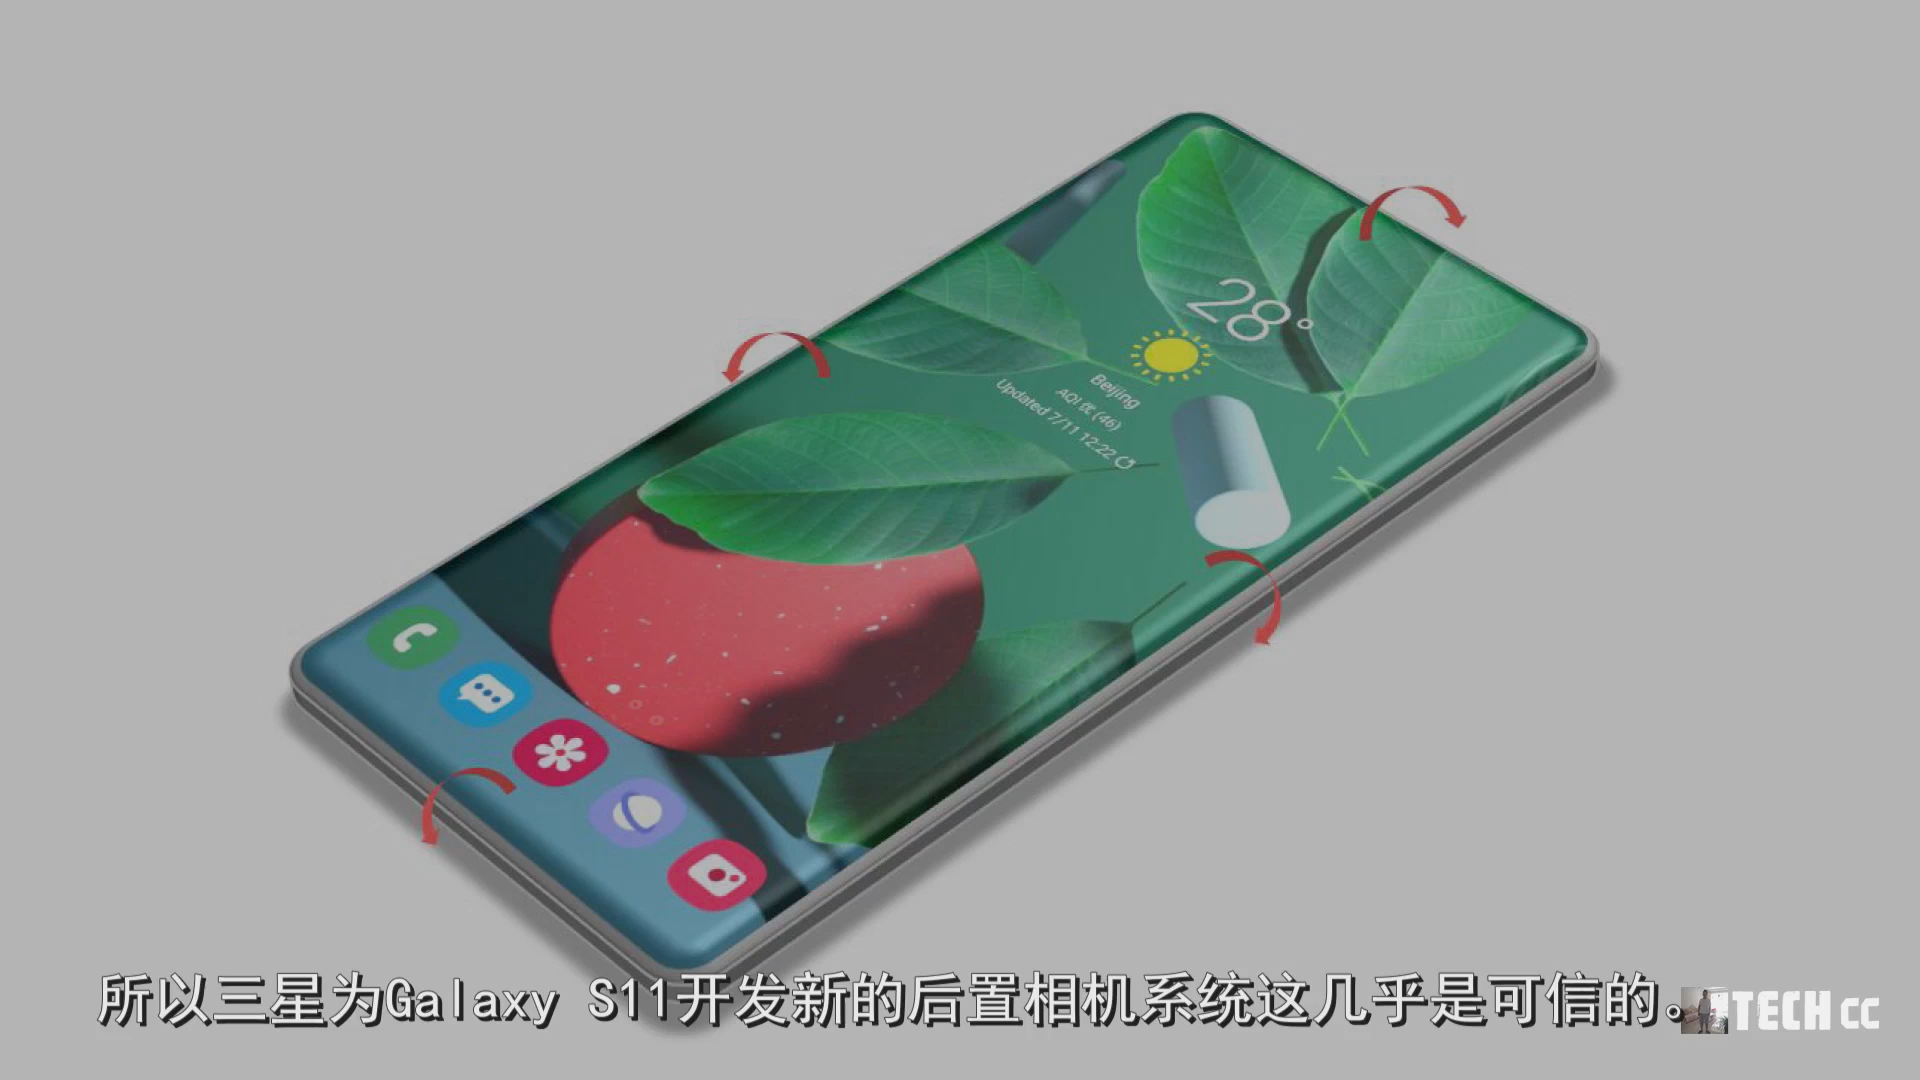 28°
Beijing
AQI 优 (46)
Updated 7/11 12:22
所以三星为Galaxy S11开发新的后置相机系统这几乎是可信的。
TECH CC